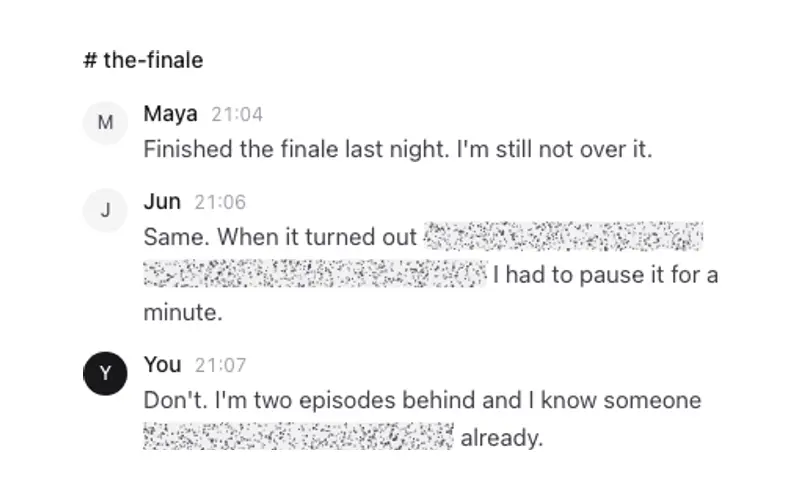 # the-finale
M
Maya 21:04
Finished the finale last night. I'm still not over it.
J
Jun 21:06
Same. When it turned out
I had to pause it for a
minute.
Y
You 21:07
Don't. I'm two episodes behind and I know someone
already.